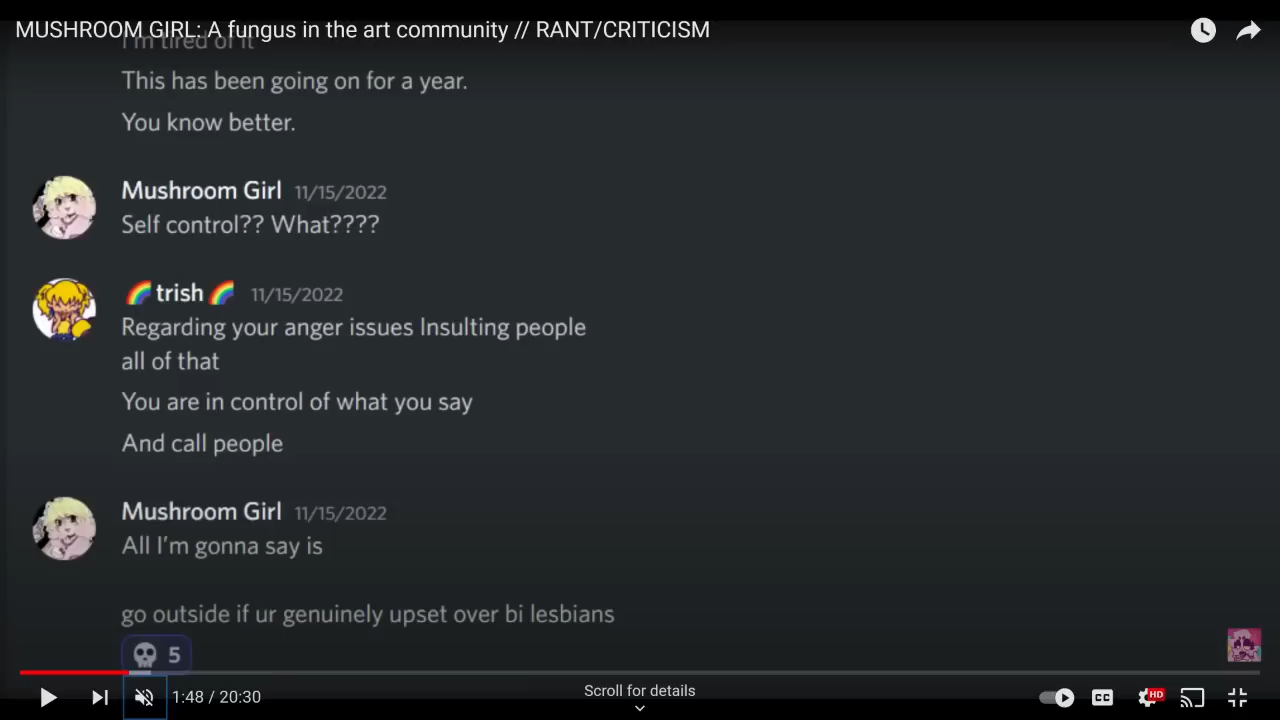 MUSHROOM GIRL: A fungus in the art community // RANT/CRITICISM
I'm tired of it
This has been going on for a year.
You know better.
Mushroom Girl 11/15/2022
Self control?? What????
🌈trish🌈 11/15/2022
Regarding your anger issues Insulting people
all of that
You are in control of what you say
And call people
Mushroom Girl 11/15/2022
All I'm gonna say is
go outside if ur genuinely upset over bi lesbians
💀 5
1:48 / 20:30
Scroll for details
CC
HD